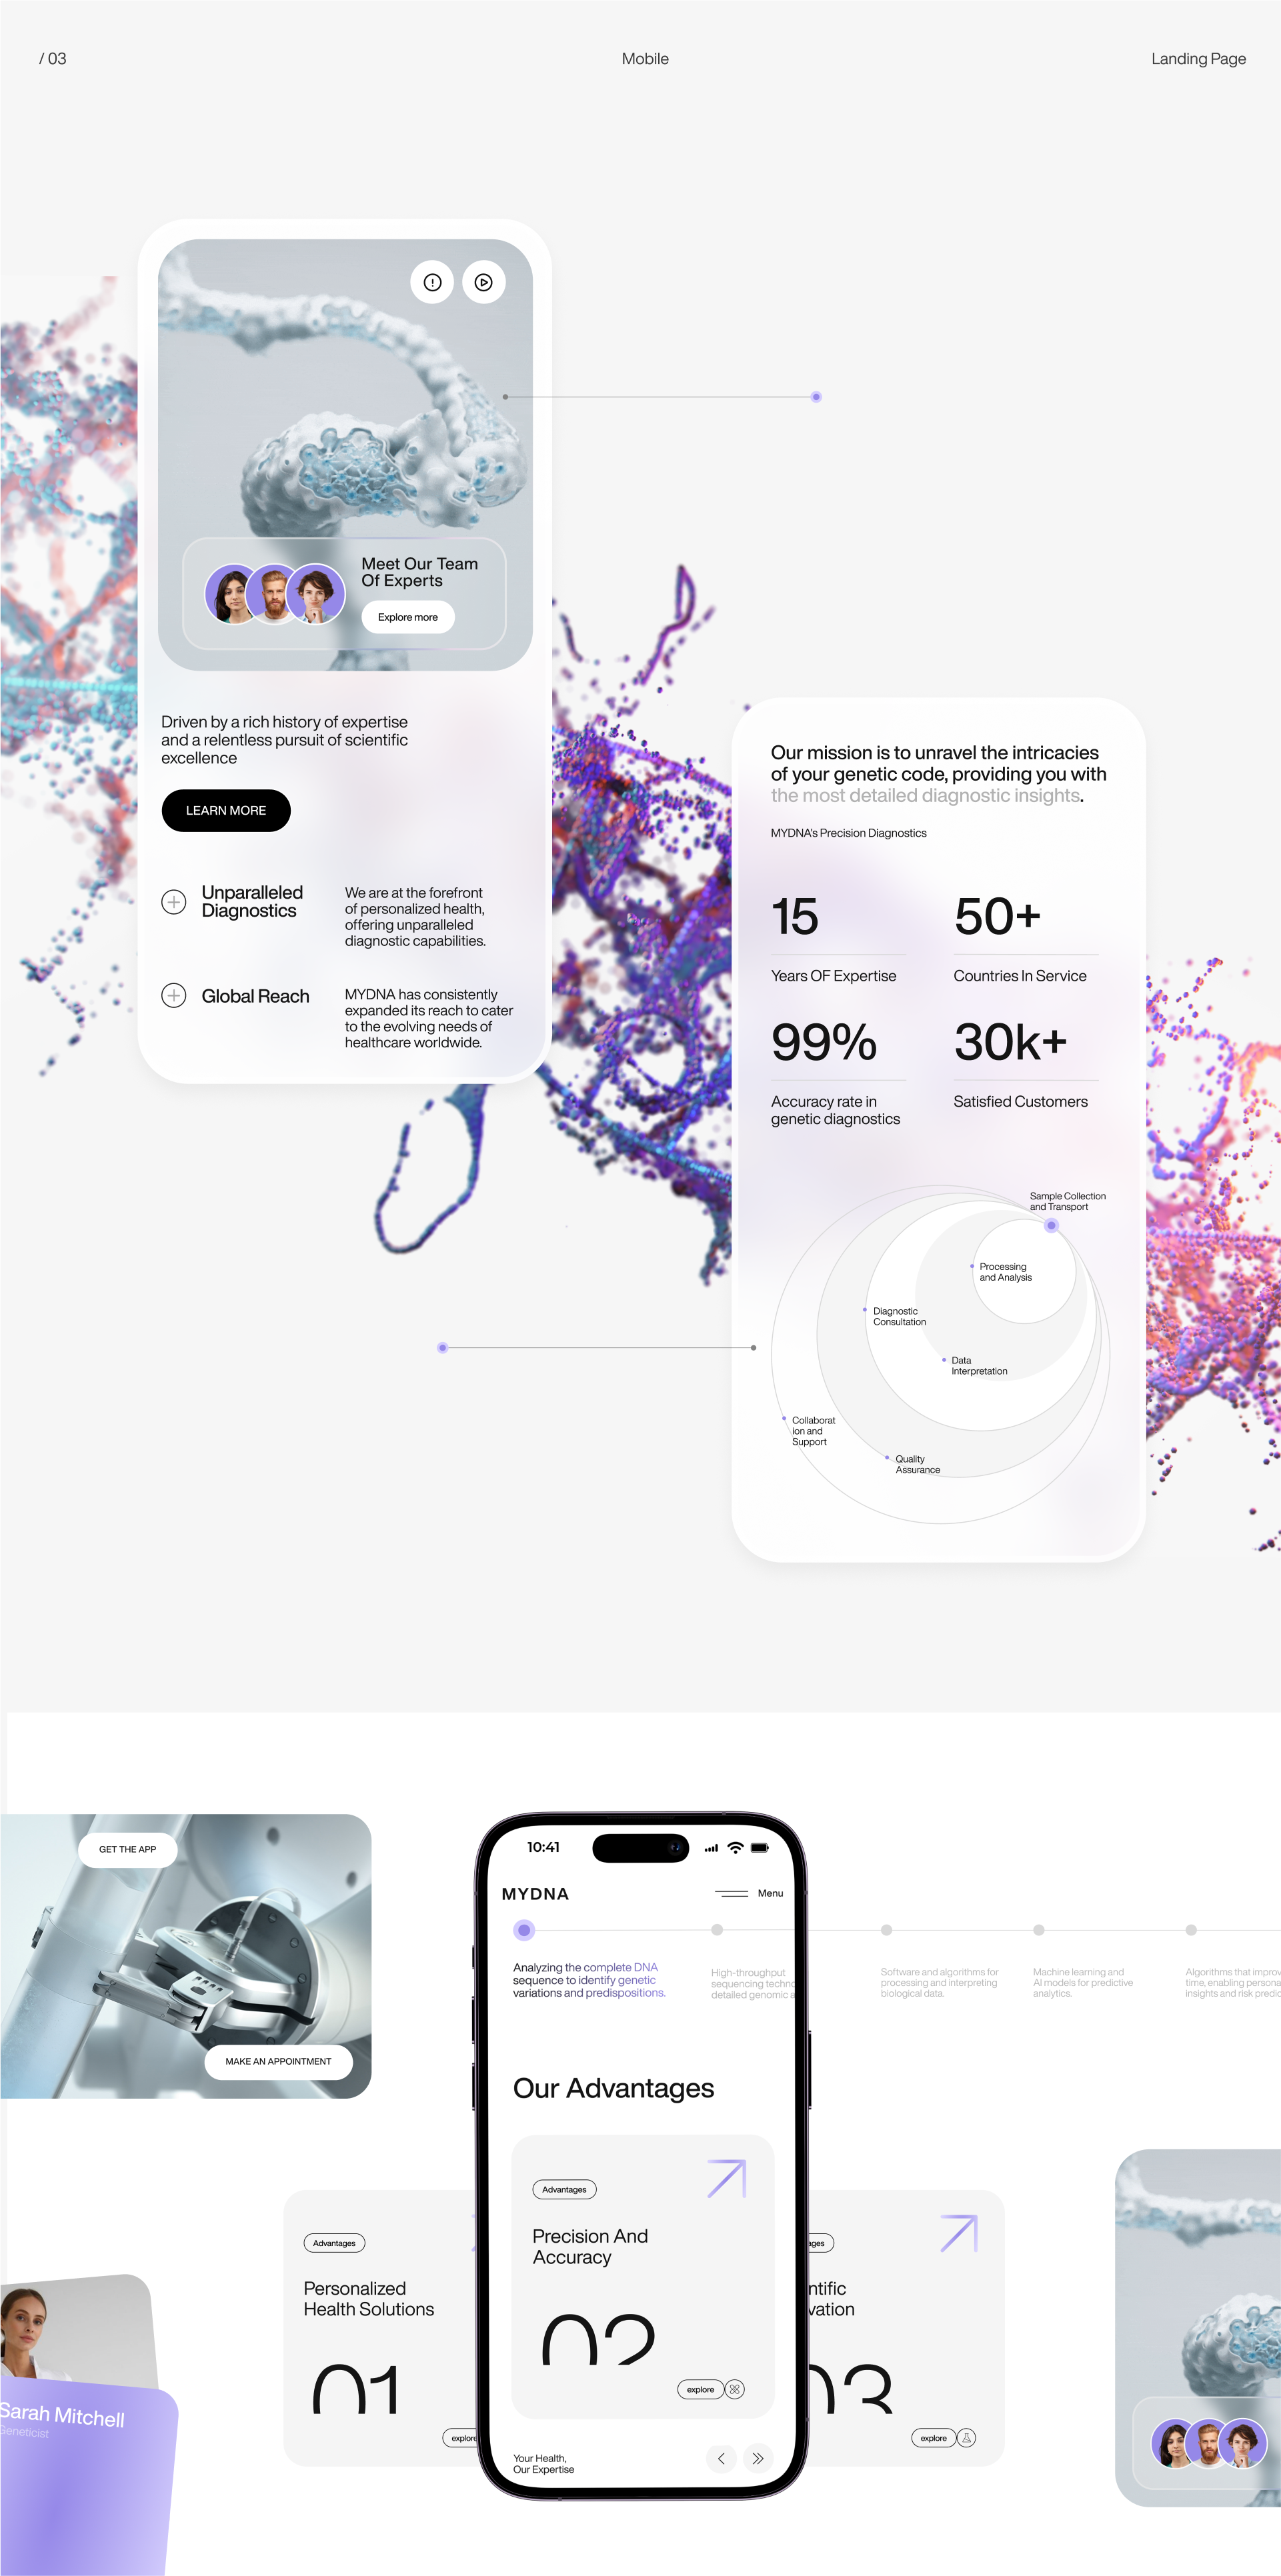 / 03
Mobile
Landing Page
Meet Our Team
Of Experts
Explore more
Driven by a rich history of expertise
and a relentless pursuit of scientific
excellence
LEARN MORE
Unparalleled
Diagnostics
We are at the forefront
of personalized health,
offering unparalleled
diagnostic capabilities.
Global Reach
MYDNA has consistently
expanded its reach to cater
to the evolving needs of
healthcare worldwide.
Our mission is to unravel the intricacies
of your genetic code, providing you with
the most detailed diagnostic insights.
MYDNA's Precision Diagnostics
15
Years OF Expertise
50+
Countries In Service
99%
Accuracy rate in
genetic diagnostics
30k+
Satisfied Customers
Sample Collection
and Transport
Processing
and Analysis
Diagnostic
Consultation
Data
Interpretation
Collaborat
ion and
Support
Quality
Assurance
GET THE APP
MAKE AN APPOINTMENT
10:41
MYDNA
Menu
Analyzing the complete DNA
sequence to identify genetic
variations and predispositions.
High-throughput
sequencing techno
detailed genomic a
Software and algorithms for
processing and interpreting
biological data.
Machine learning and
AI models for predictive
analytics.
Algorithms that improv
time, enabling persona
insights and risk predic
Our Advantages
Advantages
Precision And
Accuracy
02
explore
Advantages
Personalized
Health Solutions
01
explore
ages
ntific
vation
03
explore
Your Health,
Our Expertise
Sarah Mitchell
Geneticist